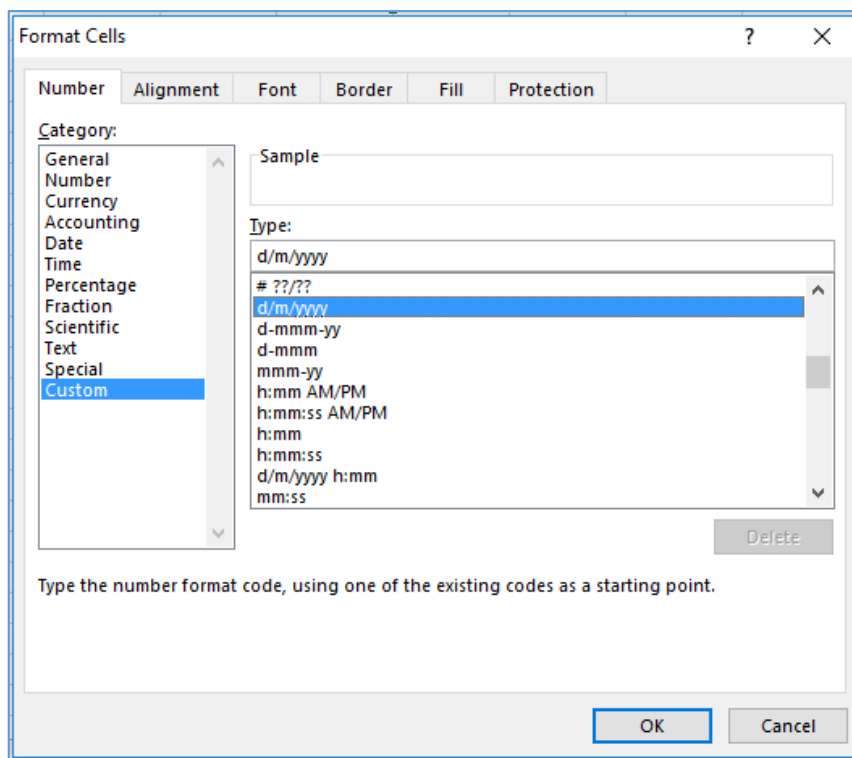 Format Cells
?
Number Alignment Font Border Fill Protection
Category:
General
Number
Currency
Accounting
Date
Time
Percentage
Fraction
Scientific
Text
Special
Custom
Sample
Type:
d/m/yyyy
# ??/??
d/m/yyyy
d-mmm-yy
d-mmm
mmm-yy
h:mm AM/PM
h:mm:ss AM/PM
h:mm
h:mm:ss
d/m/yyyy h:mm
mm:ss
Delete
Type the number format code, using one of the existing codes as a starting point.
OK Cancel